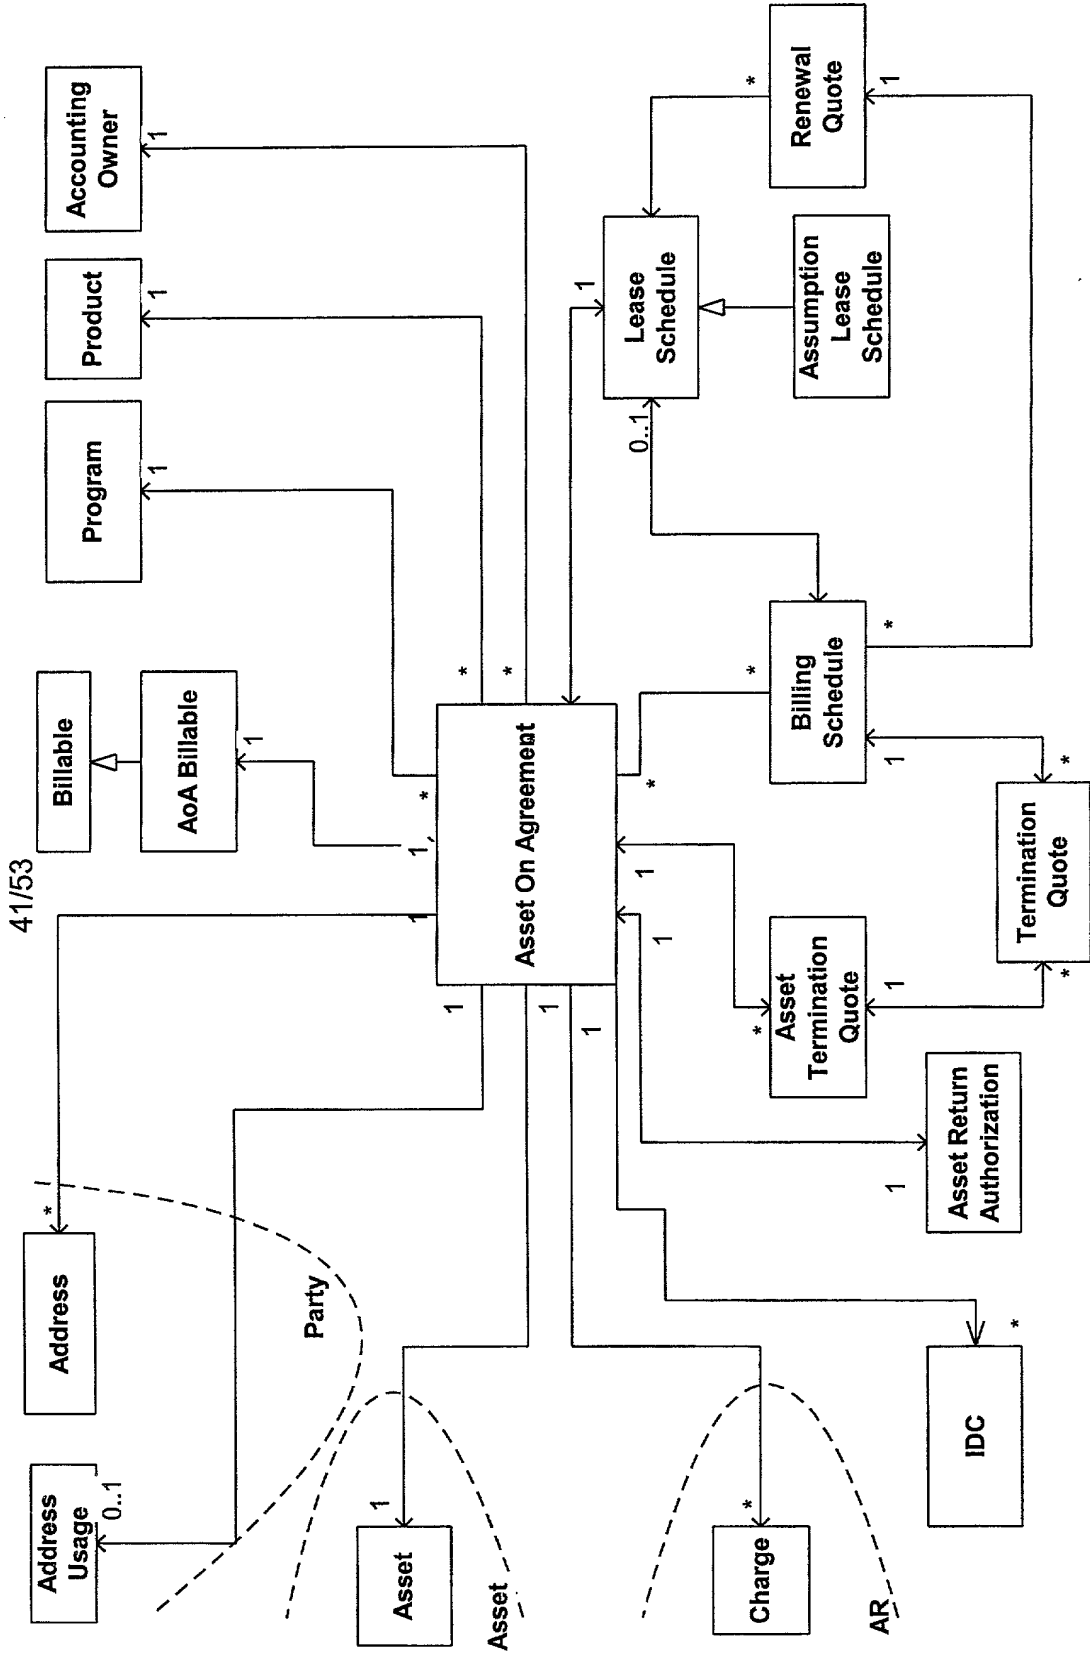 41/53
Address
Usage
0..1
Address
*
Party
Asset
1
Asset
Charge
*
AR
IDC
*
Billable
AoA Billable
1
Program
1
Product
1
Accounting
Owner
1
Asset On Agreement
1
1
*
*
*
1
1
1
1
1
*
Lease
Schedule
1
0..1
Assumption
Lease
Schedule
Renewal
Quote
*
1
Billing
Schedule
*
*
1
Asset
Termination
Quote
*
1
Termination
Quote
*
*
Asset Return
Authorization
1